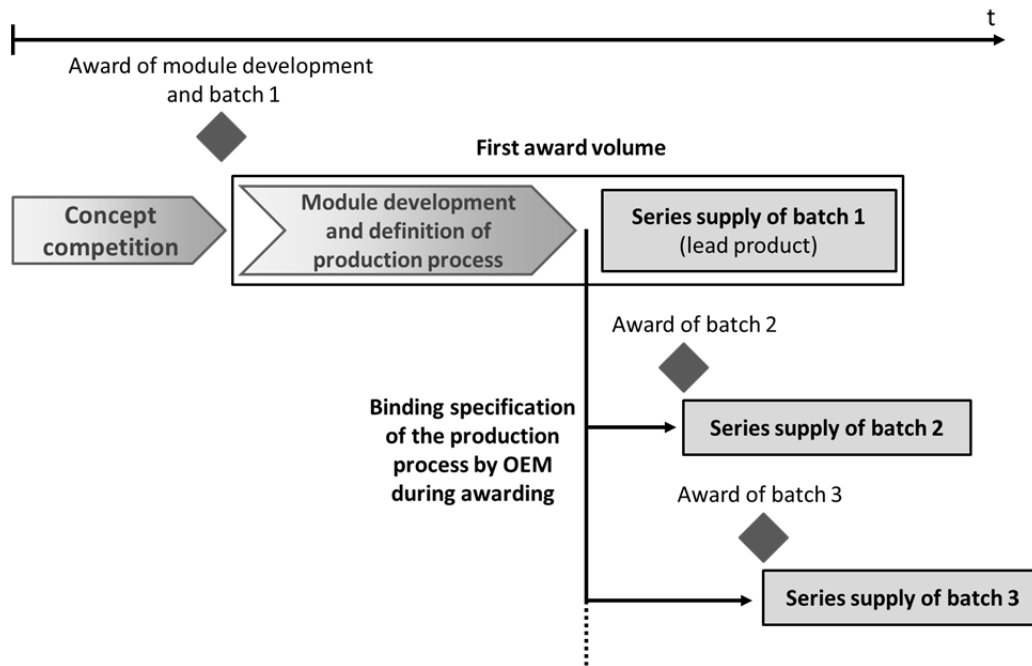 t
Award of module development
and batch 1
First award volume
Concept
competition
Module development
and definition of
production process
Series supply of batch 1
(lead product)
Award of batch 2
Binding specification
of the production
process by OEM
during awarding
Series supply of batch 2
Award of batch 3
Series supply of batch 3